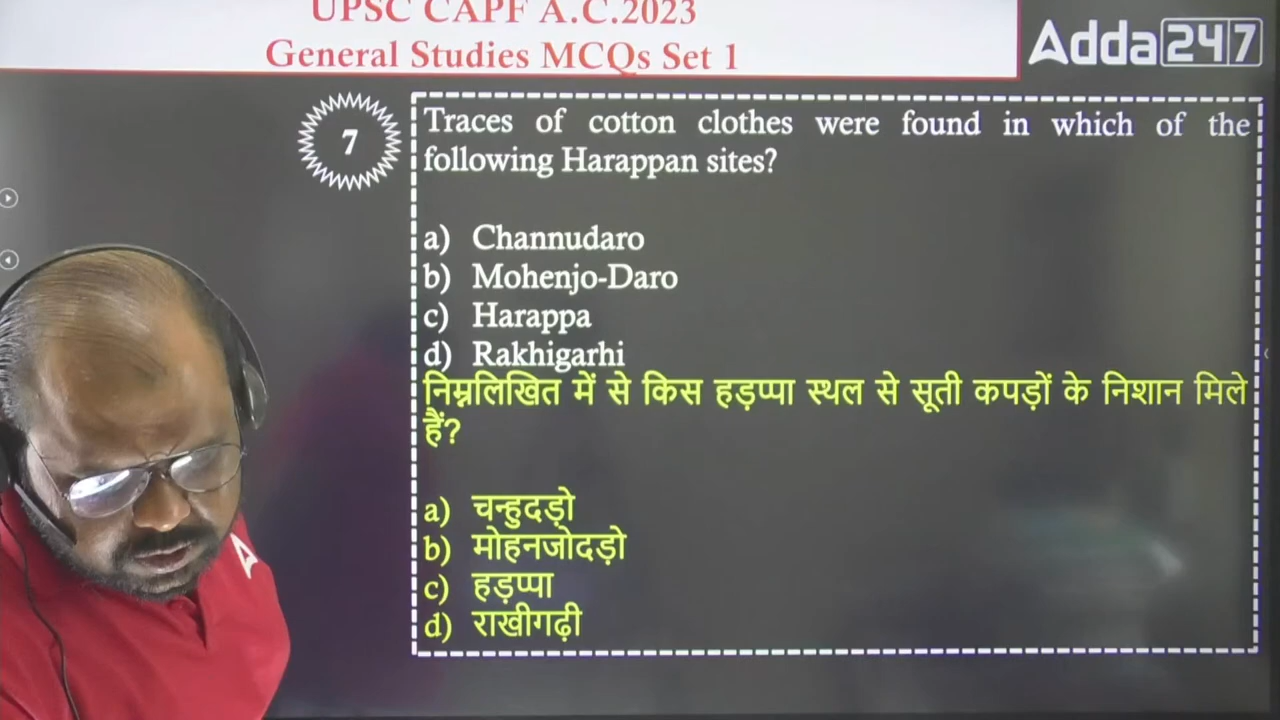 UPSC CAPF A.C.2023
General Studies MCQs Set 1
Adda247
7
Traces of cotton clothes were found in which of the
following Harappan sites?
a) Channudaro
b) Mohenjo-Daro
c) Harappa
d) Rakhigarhi
निम्नलिखित में से किस हड़प्पा स्थल से सूती कपड़ों के निशान मिले
हैं?
a) चन्हुदड़ो
b) मोहनजोदड़ो
c) हड़प्पा
d) राखीगढ़ी